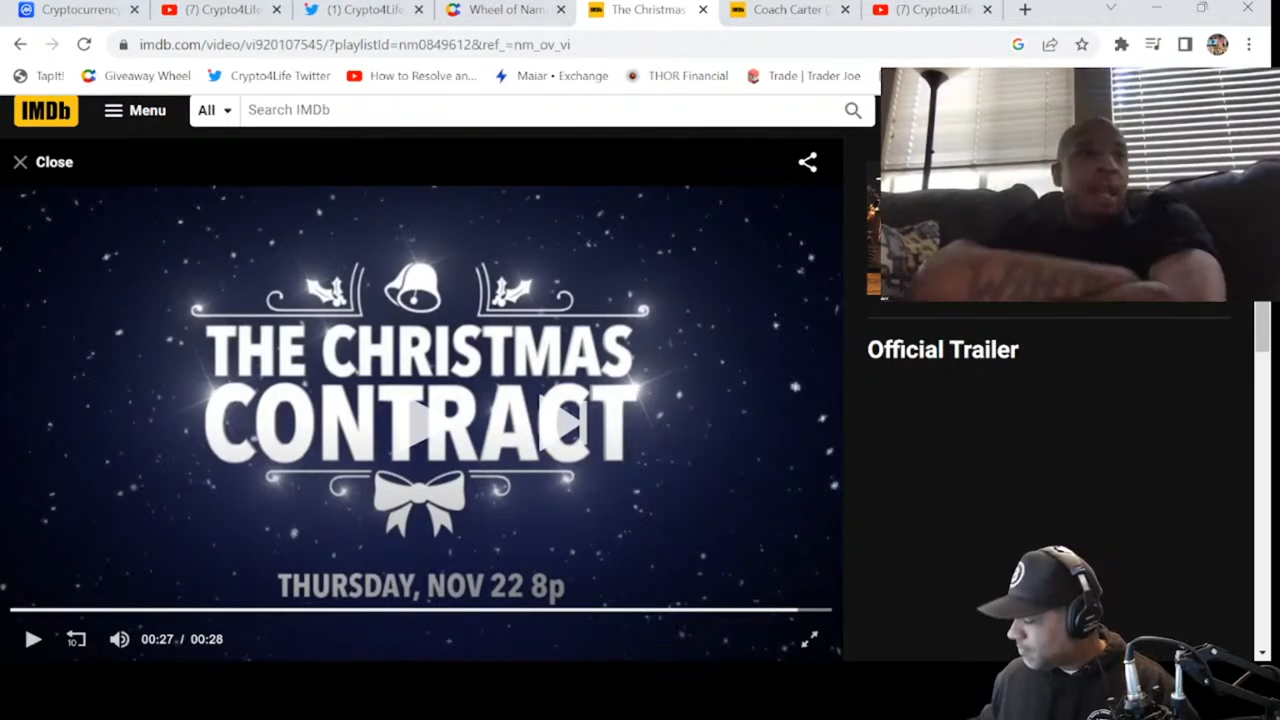 Cryptocurrency
(7) Crypto4Life
(1) Crypto4Life
Wheel of Nam
The Christmas
Coach Carter (
(7) Crypto4Life
imdb.com/video/vi920107545/?playlistId=nm0849612&ref_=nm_ov_vi
TapIt!
Giveaway Wheel
Crypto4Life Twitter
How to Resolve an...
Maiar • Exchange
THOR Financial
Trade | Trader Joe
IMDb
Menu
All
Search IMDb
Close
THE CHRISTMAS
CONTRACT
THURSDAY, NOV 22 8p
Official Trailer
10
00:27 / 00:28